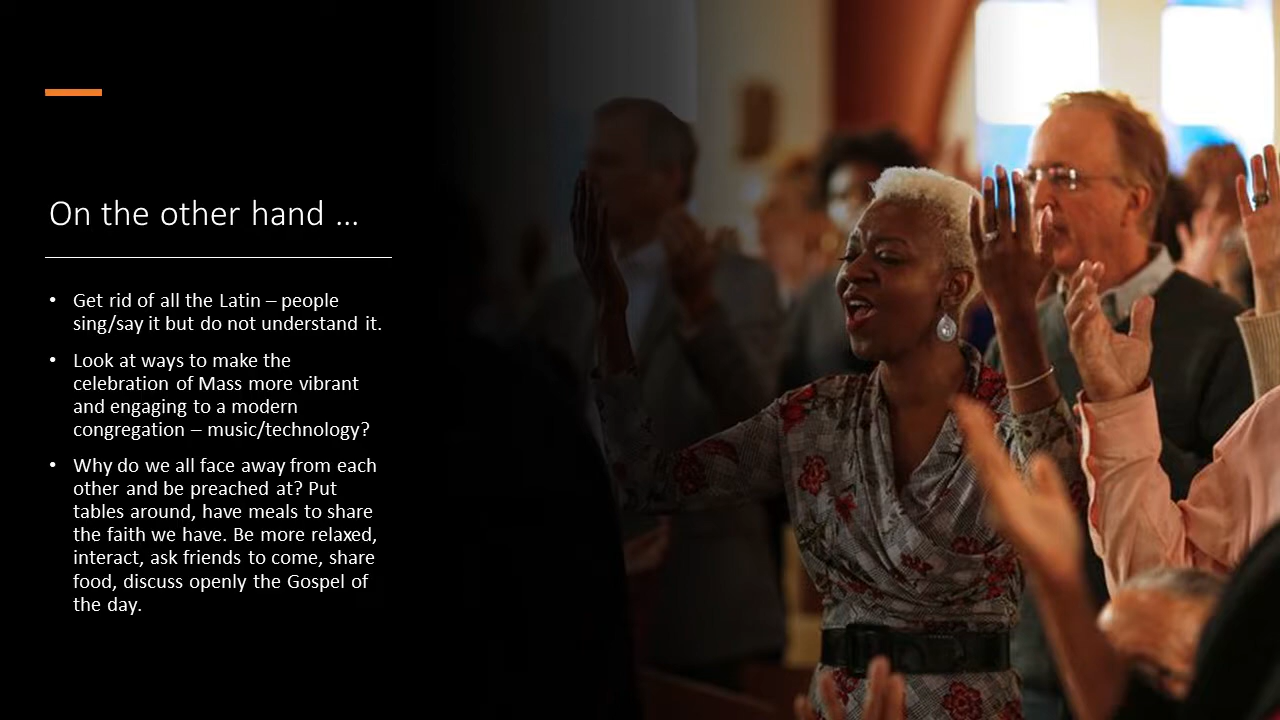 On the other hand ...
• Get rid of all the Latin – people
sing/say it but do not understand it.
• Look at ways to make the
celebration of Mass more vibrant
and engaging to a modern
congregation – music/technology?
• Why do we all face away from each
other and be preached at? Put
tables around, have meals to share
the faith we have. Be more relaxed,
interact, ask friends to come, share
food, discuss openly the Gospel of
the day.